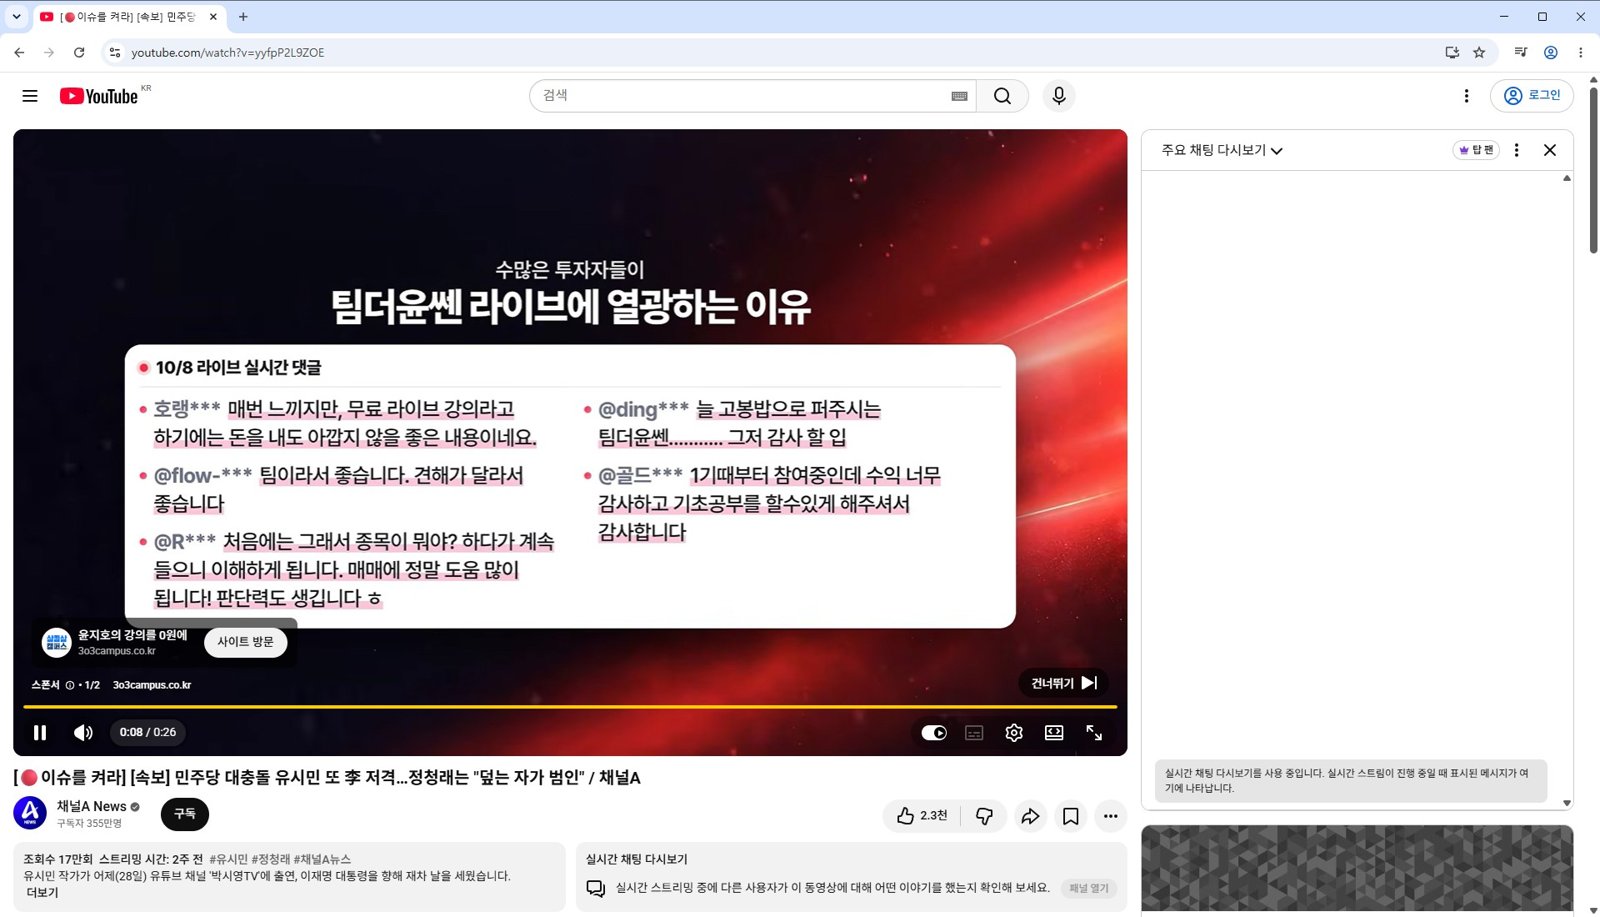 [🔴이슈를 켜라] [속보] 민주당
youtube.com/watch?v=yyfpP2L9ZOE
YouTube KR
검색
로그인
수많은 투자자들이
팀더윤쎈 라이브에 열광하는 이유
10/8 라이브 실시간 댓글
호랭*** 매번 느끼지만, 무료 라이브 강의라고
하기에는 돈을 내도 아깝지 않을 좋은 내용이네요.
@flow-*** 팀이라서 좋습니다. 견해가 달라서
좋습니다
@R*** 처음에는 그래서 종목이 뭐야? 하다가 계속
들으니 이해하게 됩니다. 매매에 정말 도움 많이
됩니다! 판단력도 생깁니다 ㅎ
@ding*** 늘 고봉밥으로 퍼주시는
팀더윤쎈........... 그저 감사 할 입
@골드*** 1기때부터 참여중인데 수익 너무
감사하고 기초공부를 할수있게 해주셔서
감사합니다
삼컴삼
캠퍼스
윤지호의 강의를 0원에
3o3campus.co.kr
사이트 방문
스폰서 · 1/2 3o3campus.co.kr
건너뛰기
0:08 / 0:26
[🔴이슈를 켜라] [속보] 민주당 대충돌 유시민 또 李 저격…정청래는 "덮는 자가 범인" / 채널A
NEWS
채널A News
구독자 355만명
구독
2.3천
조회수 17만회 스트리밍 시간: 2주 전 #유시민 #정청래 #채널A뉴스
유시민 작가가 어제(28일) 유튜브 채널 '박시영TV'에 출연, 이재명 대통령을 향해 재차 날을 세웠습니다.
더보기
실시간 채팅 다시보기
실시간 스트리밍 중에 다른 사용자가 이 동영상에 대해 어떤 이야기를 했는지 확인해 보세요.
패널 열기
주요 채팅 다시보기
탑 팬
실시간 채팅 다시보기를 사용 중입니다. 실시간 스트림이 진행 중일 때 표시된 메시지가 여
기에 나타납니다.